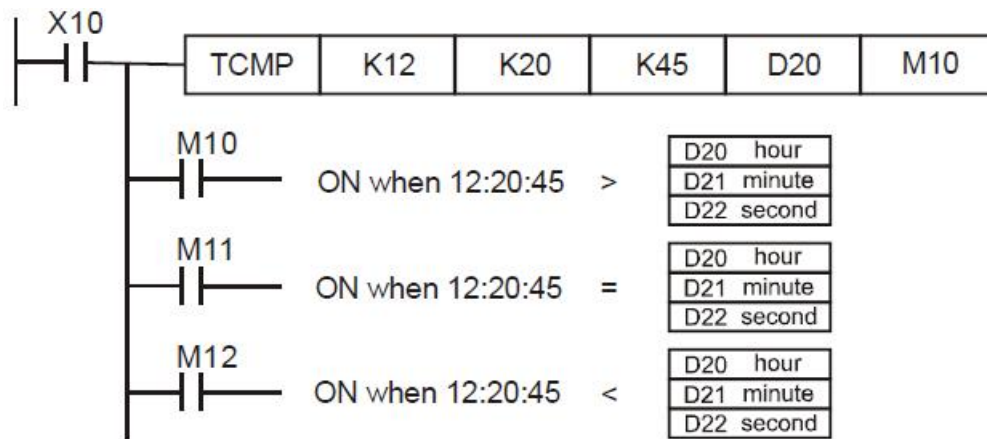 X10
TCMP K12 K20 K45 D20 M10
M10
ON when 12:20:45 >
D20 hour
D21 minute
D22 second
M11
ON when 12:20:45 =
D20 hour
D21 minute
D22 second
M12
ON when 12:20:45 <
D20 hour
D21 minute
D22 second